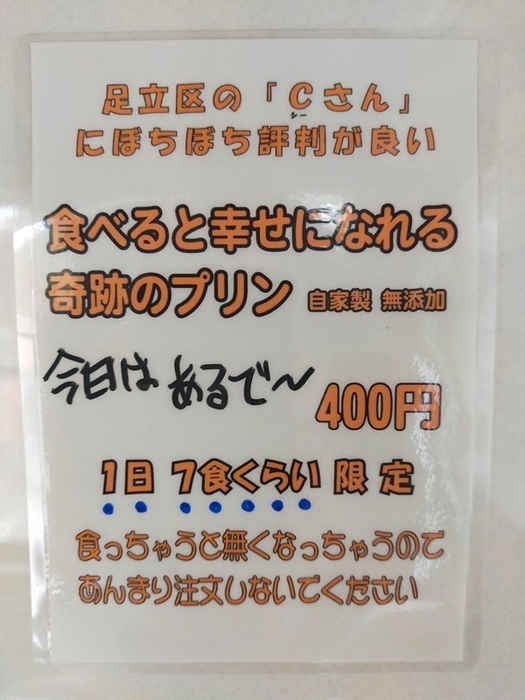 足立区の「Cさん」
シー
にぼちぼち評判が良い
食べると幸せになれる
奇跡のプリン 自家製 無添加
今日は あるで〜
400円
1日 7食くらい 限定
食っちゃうと無くなっちゃうので
あんまり注文しないでください